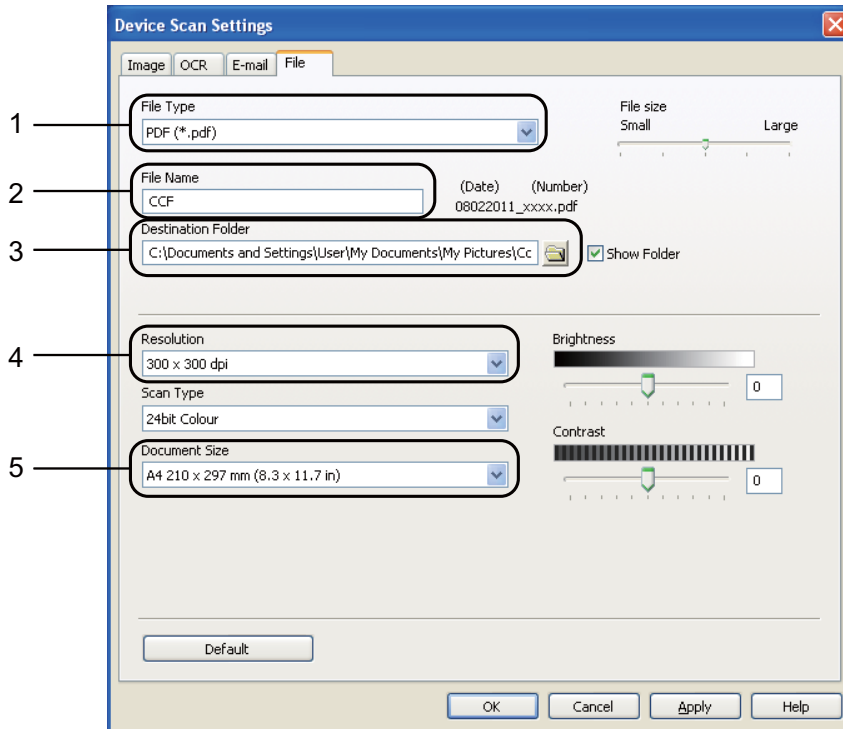 Device Scan Settings
Image OCR E-mail File
1
File Type
PDF (*.pdf)
File size
Small Large
2
File Name
CCF
(Date) (Number)
08022011_xxxx.pdf
3
Destination Folder
C:\Documents and Settings\User\My Documents\My Pictures\Cc
Show Folder
4
Resolution
300 x 300 dpi
Brightness
0
Scan Type
24bit Colour
Contrast
0
5
Document Size
A4 210 x 297 mm (8.3 x 11.7 in)
Default
OK Cancel Apply Help